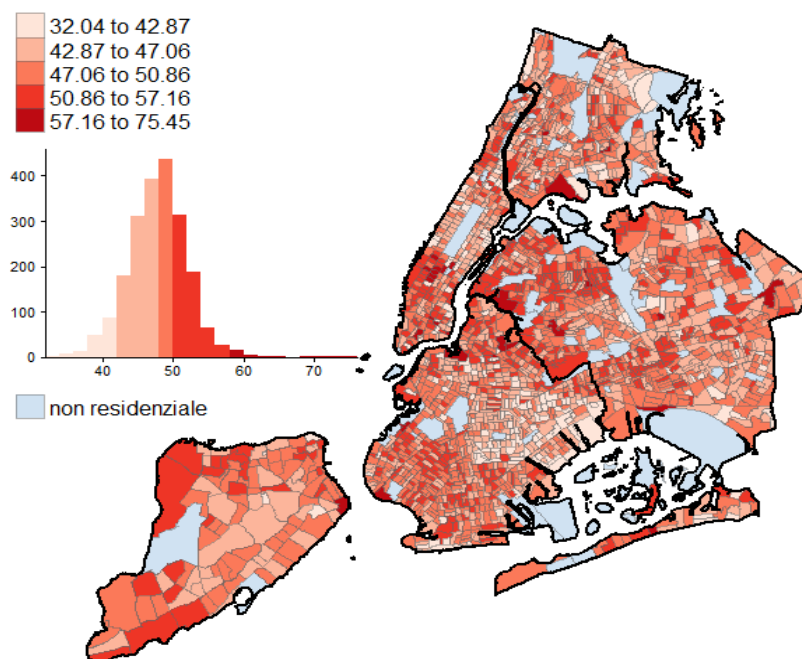 32.04 to 42.87
42.87 to 47.06
47.06 to 50.86
50.86 to 57.16
57.16 to 75.45
400
300
200
100
0
40 50 60 70
non residenziale